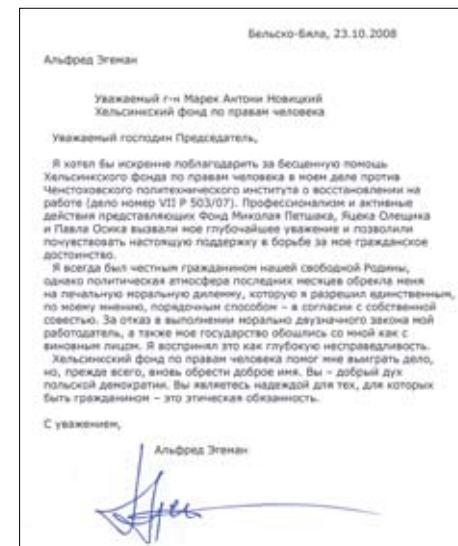 Бельско-Бяла, 23.10.2008
Альфред Эгеман
Уважаемый г-н Марек Антони Новицкий
Хельсинкский фонд по правам человека
Уважаемый господин Председатель,
Я хотел бы искренне поблагодарить за бесценную помощь
Хельсинкского фонда по правам человека в моем деле против
Ченстоховского политехнического института о восстановлении на
работе (дело номер VII P 503/07). Профессионализм и активные
действия представляющих Фонд Миколая Петшака, Яцека Олещика
и Павла Осика вызвали мое глубочайшее уважение и позволили
почувствовать настоящую поддержку в борьбе за мое гражданское
достоинство.
Я всегда был честным гражданином нашей свободной Родины,
однако политическая атмосфера последних месяцев обрекла меня
на печальную моральную дилемму, которую я разрешил единственным,
по моему мнению, порядочным способом – в согласии с собственной
совестью. За отказ в выполнении морально двузначного закона мой
работодатель, а также мое государство обошлись со мной как с
виновным лицом. Я воспринял это как глубокую несправедливость.
Хельсинкский фонд по правам человека помог мне выиграть дело,
но, прежде всего, вновь обрести доброе имя. Вы – добрый дух
польской демократии. Вы являетесь надеждой для тех, для которых
быть гражданином – это этическая обязанность.
С уважением,
Альфред Эгеман